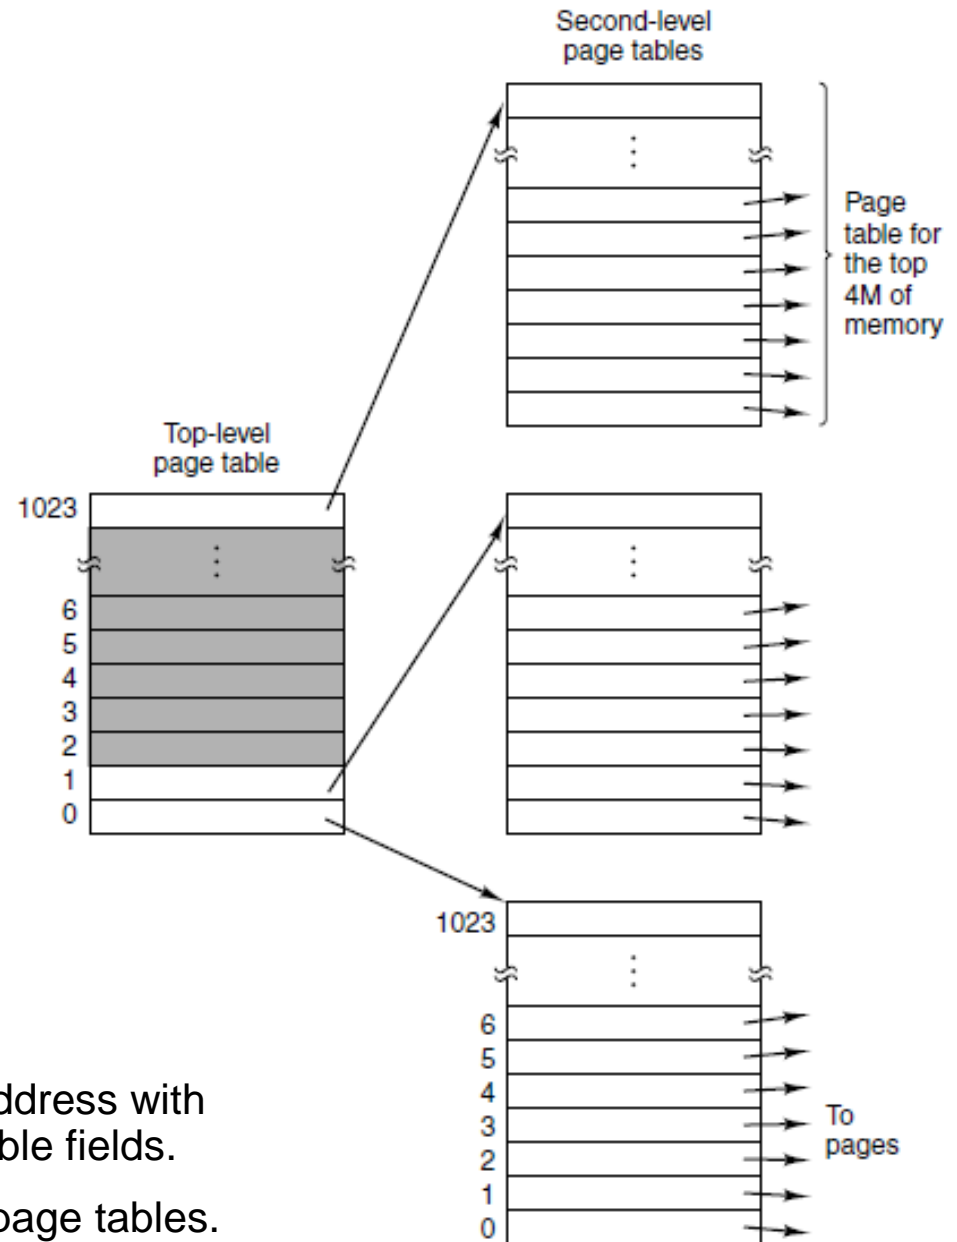 Second-level
page tables
Page
table for
the top
4M of
memory
Top-level
page table
1023
6
5
4
3
2
1
0
1023
6
5
4
3
2
1
0
To
pages
ddress with
ble fields.
page tables.